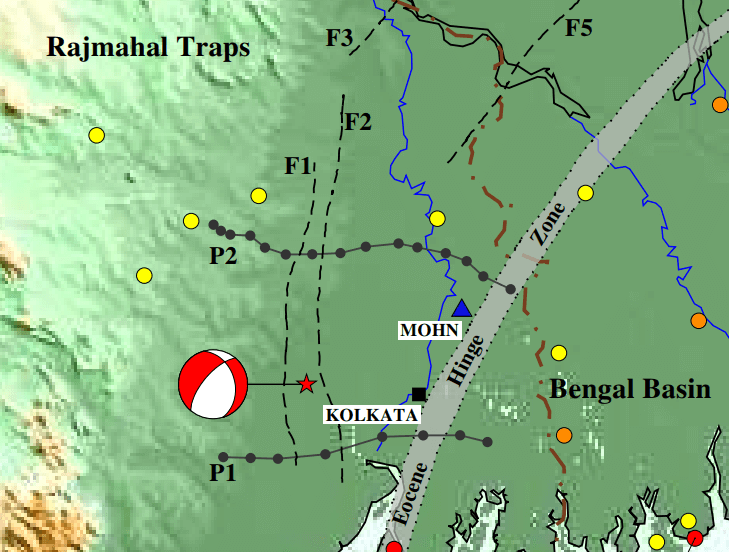 Rajmahal Traps
F3
F5
F2
F1
P2
Zone
MOHN
Hinge
Bengal Basin
KOLKATA
P1
Eocene